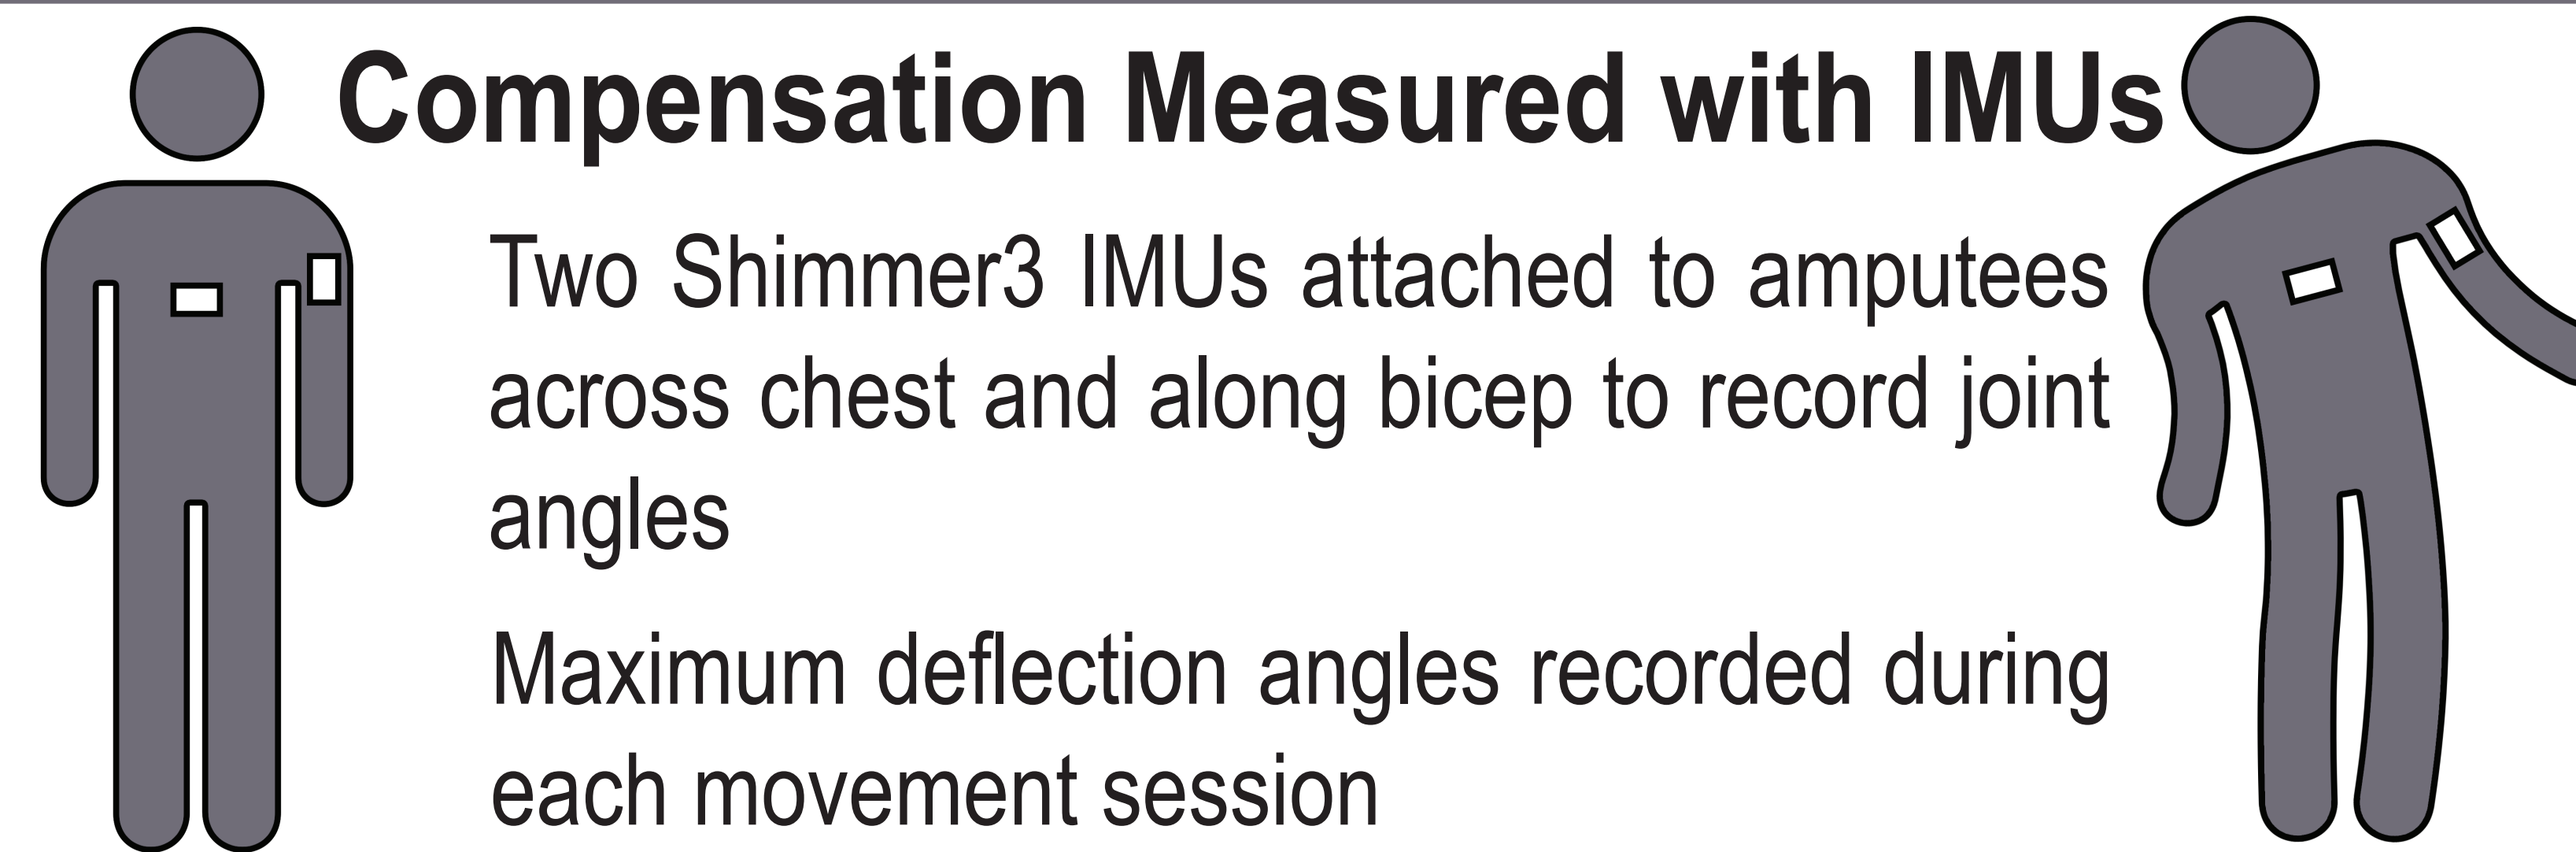 Compensation Measured with IMUs
Two Shimmer3 IMUs attached to amputees
across chest and along bicep to record joint
angles
Maximum deflection angles recorded during
each movement session